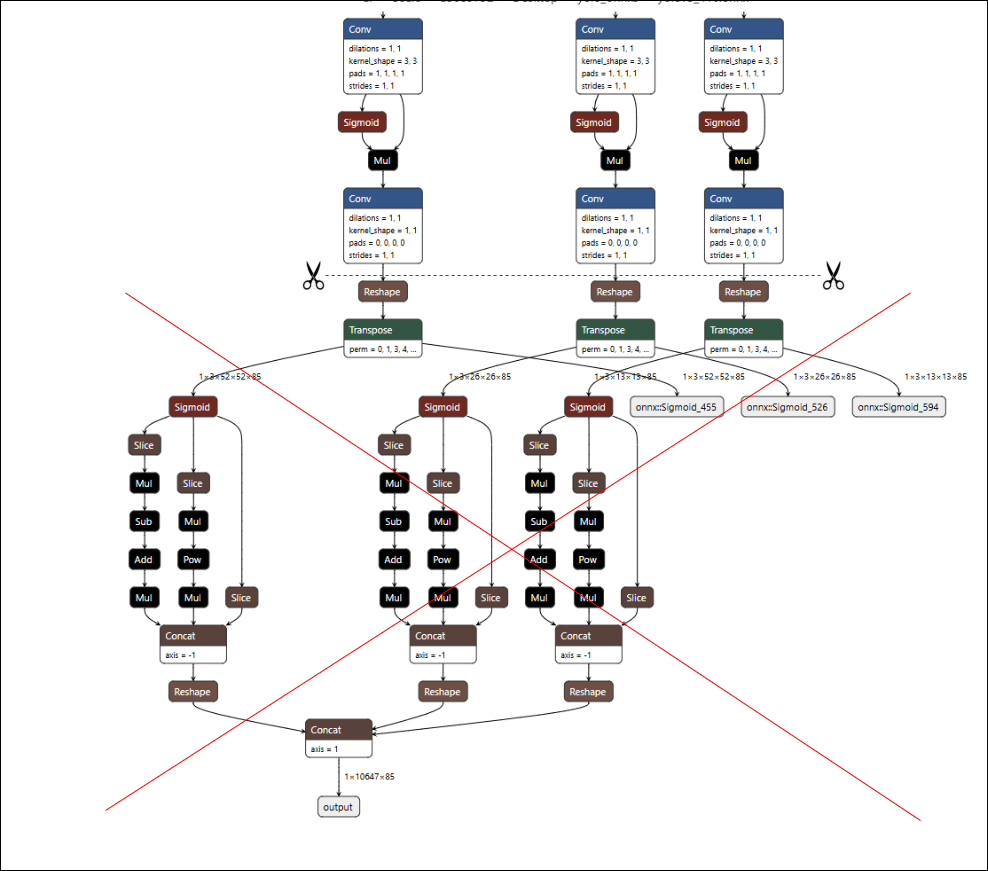 Conv Conv Conv
dilations = 1, 1 dilations = 1, 1 dilations = 1, 1
kernel_shape = 3, 3 kernel_shape = 3, 3 kernel_shape = 3, 3
pads = 1, 1, 1, 1 pads = 1, 1, 1, 1 pads = 1, 1, 1, 1
strides = 1, 1 strides = 1, 1 strides = 1, 1
Sigmoid Sigmoid Sigmoid
Mul Mul Mul
Conv Conv Conv
dilations = 1, 1 dilations = 1, 1 dilations = 1, 1
kernel_shape = 1, 1 kernel_shape = 1, 1 kernel_shape = 1, 1
pads = 0, 0, 0, 0 pads = 0, 0, 0, 0 pads = 0, 0, 0, 0
strides = 1, 1 strides = 1, 1 strides = 1, 1
Reshape Reshape Reshape
Transpose Transpose Transpose
perm = 0, 1, 3, 4, ... perm = 0, 1, 3, 4, ... perm = 0, 1, 3, 4, ...
1×3×52×52×85 1×3×26×26×85 1×3×13×13×85 1×3×52×52×85 1×3×26×26×85 1×3×13×13×85
Sigmoid Sigmoid Sigmoid onnx::Sigmoid_455 onnx::Sigmoid_526 onnx::Sigmoid_594
Slice Slice Slice
Mul Slice Mul Slice Mul Slice
Sub Mul Sub Mul Sub Mul
Add Pow Add Pow Add Pow
Mul Mul Slice Mul Mul Slice Mul Mul Slice
Concat Concat Concat
axis = -1 axis = -1 axis = -1
Reshape Reshape Reshape
Concat
axis = 1
1×10647×85
output